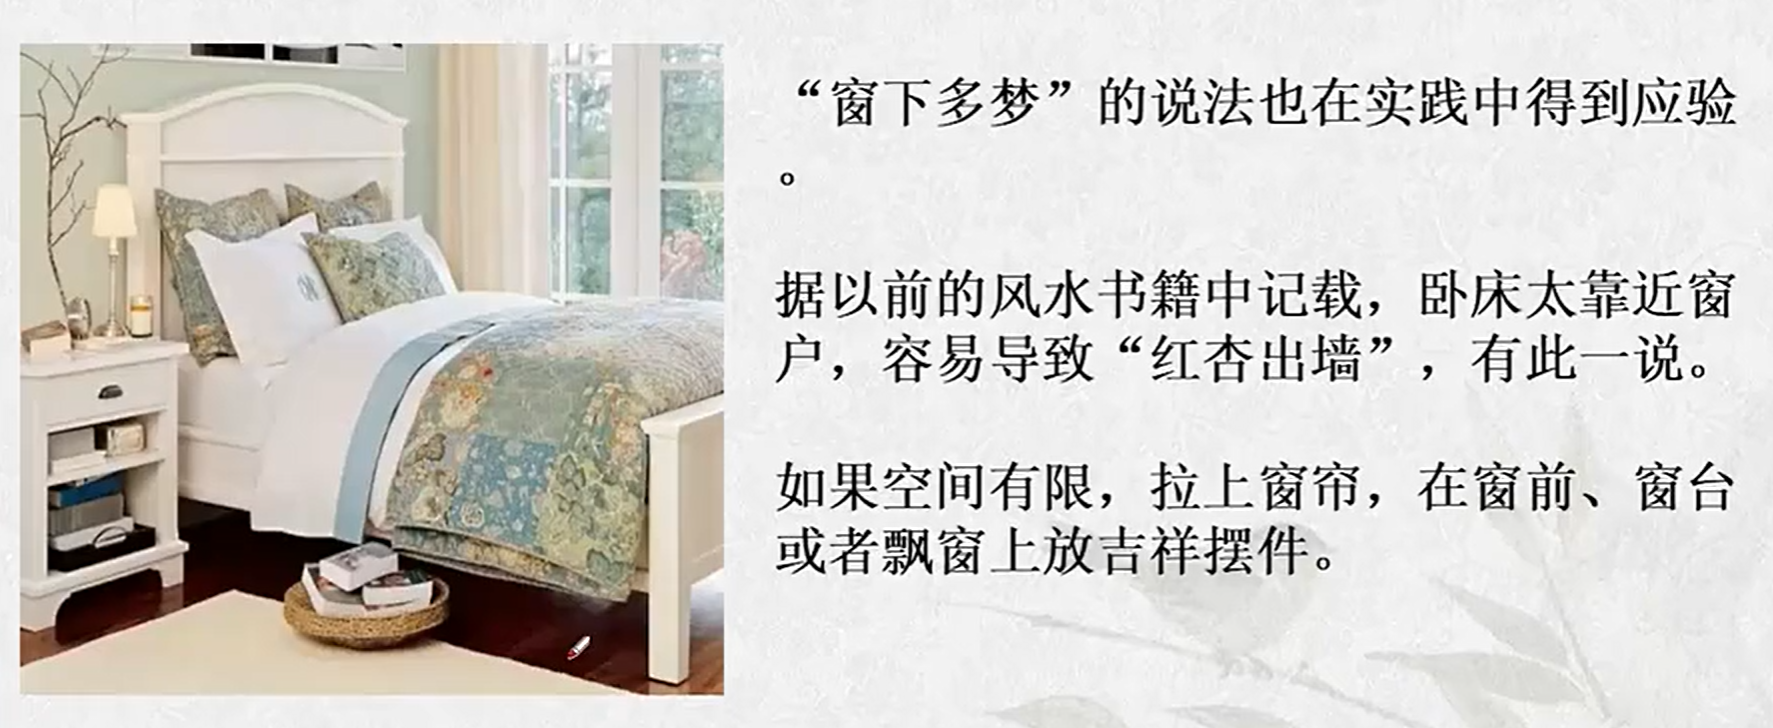 “窗下多梦”的说法也在实践中得到应验
。
据以前的风水书籍中记载，卧床太靠近窗
户，容易导致“红杏出墙”，有此一说。
如果空间有限，拉上窗帘，在窗前、窗台
或者飘窗上放吉祥摆件。